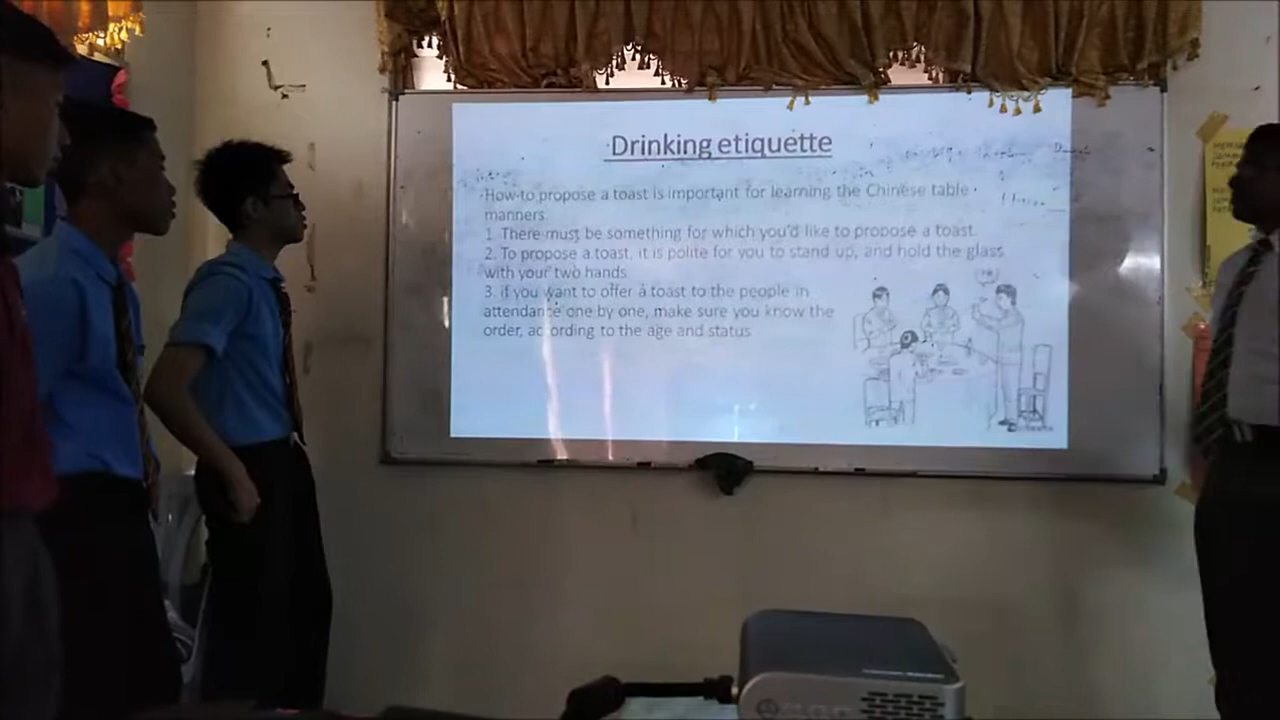 Drinking etiquette
How to propose a toast is important for learning the Chinese table
manners.
1. There must be something for which you'd like to propose a toast.
2. To propose a toast, it is polite for you to stand up, and hold the glass
with your two hands
3. if you want to offer a toast to the people in
attendance one by one, make sure you know the
order, according to the age and status